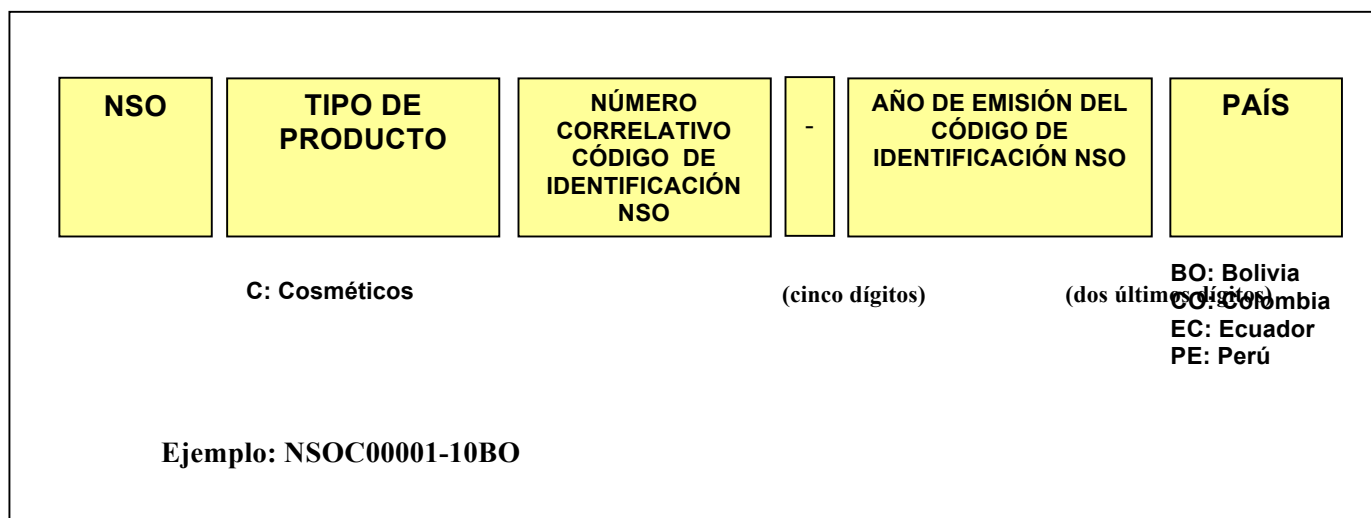 NSO
TIPO DE
PRODUCTO
NÚMERO
CORRELATIVO
CÓDIGO DE
IDENTIFICACIÓN
NSO
-
AÑO DE EMISIÓN DEL
CÓDIGO DE
IDENTIFICACIÓN NSO
PAÍS
C: Cosméticos
(cinco dígitos)
(dos últimos dígitos)
BO: Bolivia
CO: Colombia
EC: Ecuador
PE: Perú
Ejemplo: NSOC00001-10BO